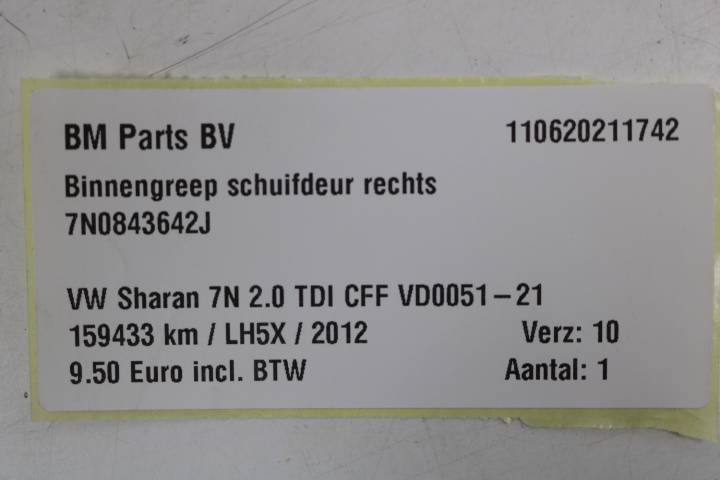 BM Parts BV 110620211742
Binnengreep schuifdeur rechts
7N0843642J
VW Sharan 7N 2.0 TDI CFF VD0051-21
159433 km / LH5X / 2012 Verz: 10
9.50 Euro incl. BTW Aantal: 1